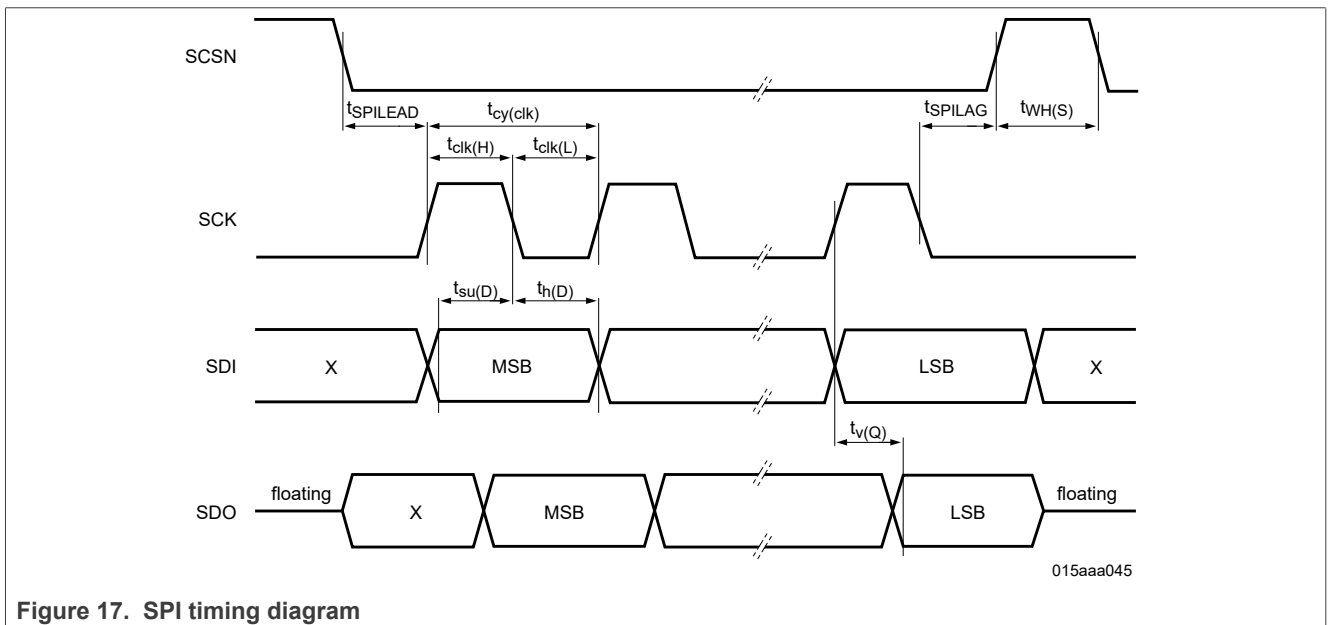 SCSN
tSPILEAD
tcy(clk)
tSPILAG
tWH(S)
tclk(H)
tclk(L)
SCK
tsu(D)
th(D)
SDI
X
MSB
LSB
X
tv(Q)
SDO
floating
X
MSB
LSB
floating
015aaa045
Figure 17. SPI timing diagram